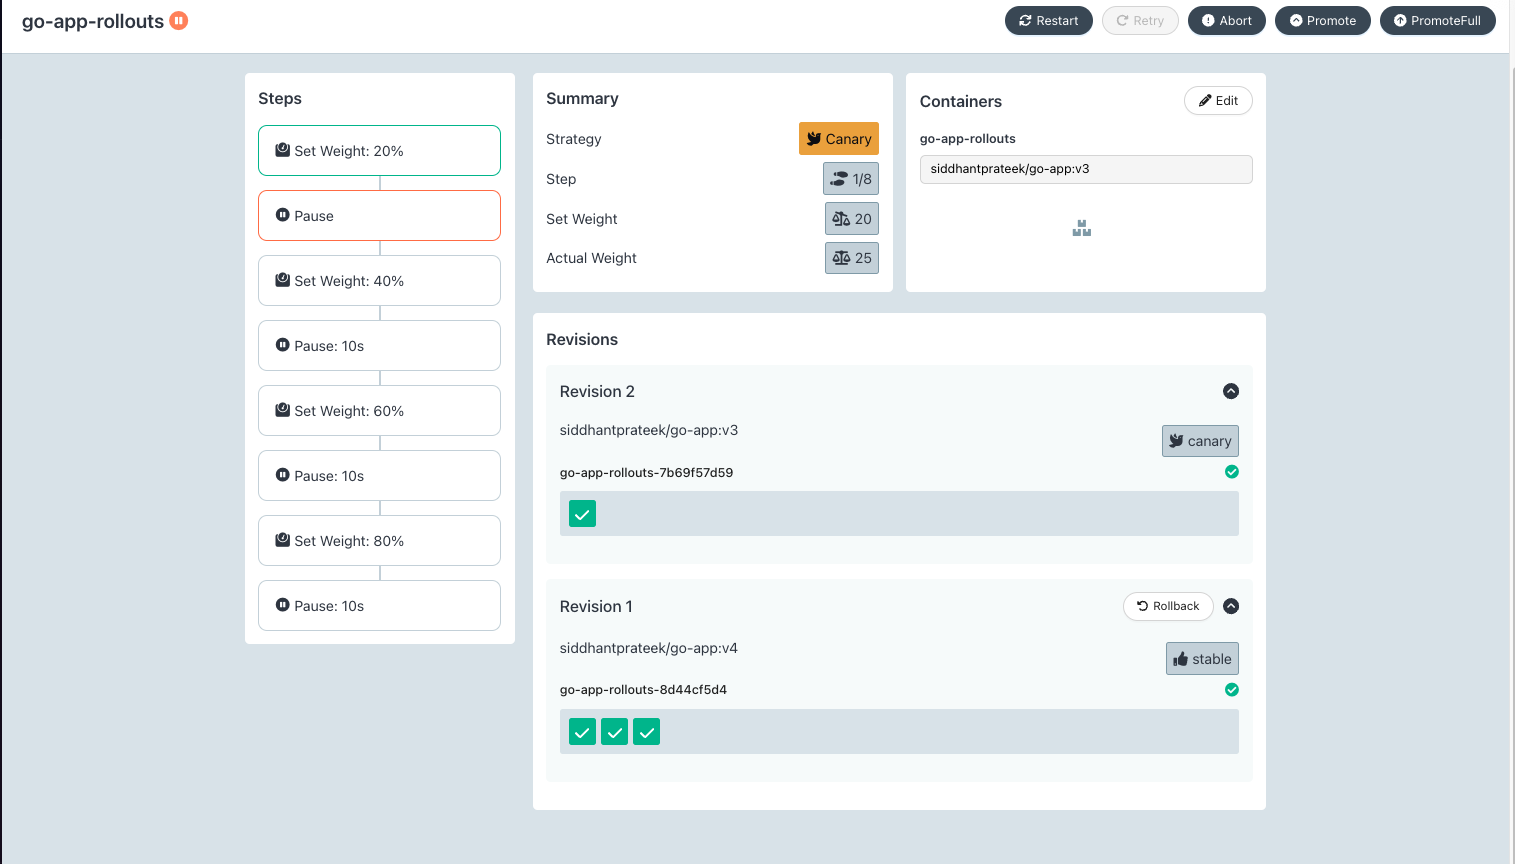 go-app-rollouts
Restart
Retry
Abort
Promote
PromoteFull
Steps
Set Weight: 20%
Pause
Set Weight: 40%
Pause: 10s
Set Weight: 60%
Pause: 10s
Set Weight: 80%
Pause: 10s
Summary
Strategy Canary
Step 1/8
Set Weight 20
Actual Weight 25
Containers Edit
go-app-rollouts
siddhantprateek/go-app:v3
Revisions
Revision 2
siddhantprateek/go-app:v3
canary
go-app-rollouts-7b69f57d59
Revision 1 Rollback
siddhantprateek/go-app:v4
stable
go-app-rollouts-8d44cf5d4